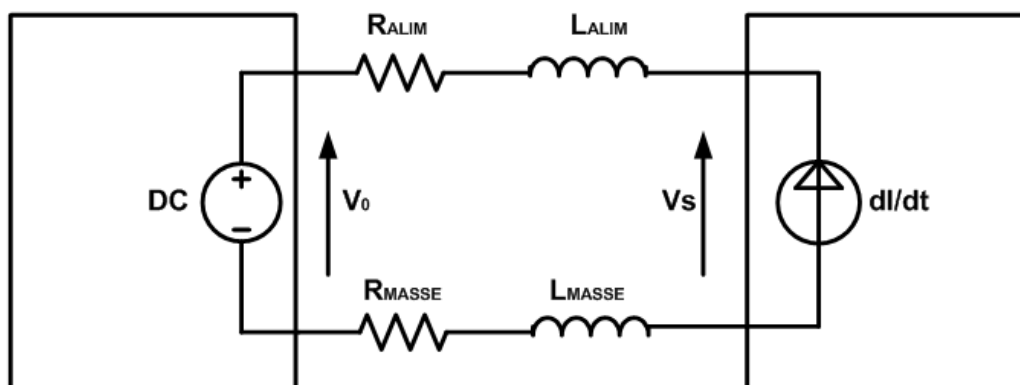 RALIM LALIM
DC + − V0 Vs dI/dt
RMASSE LMASSE